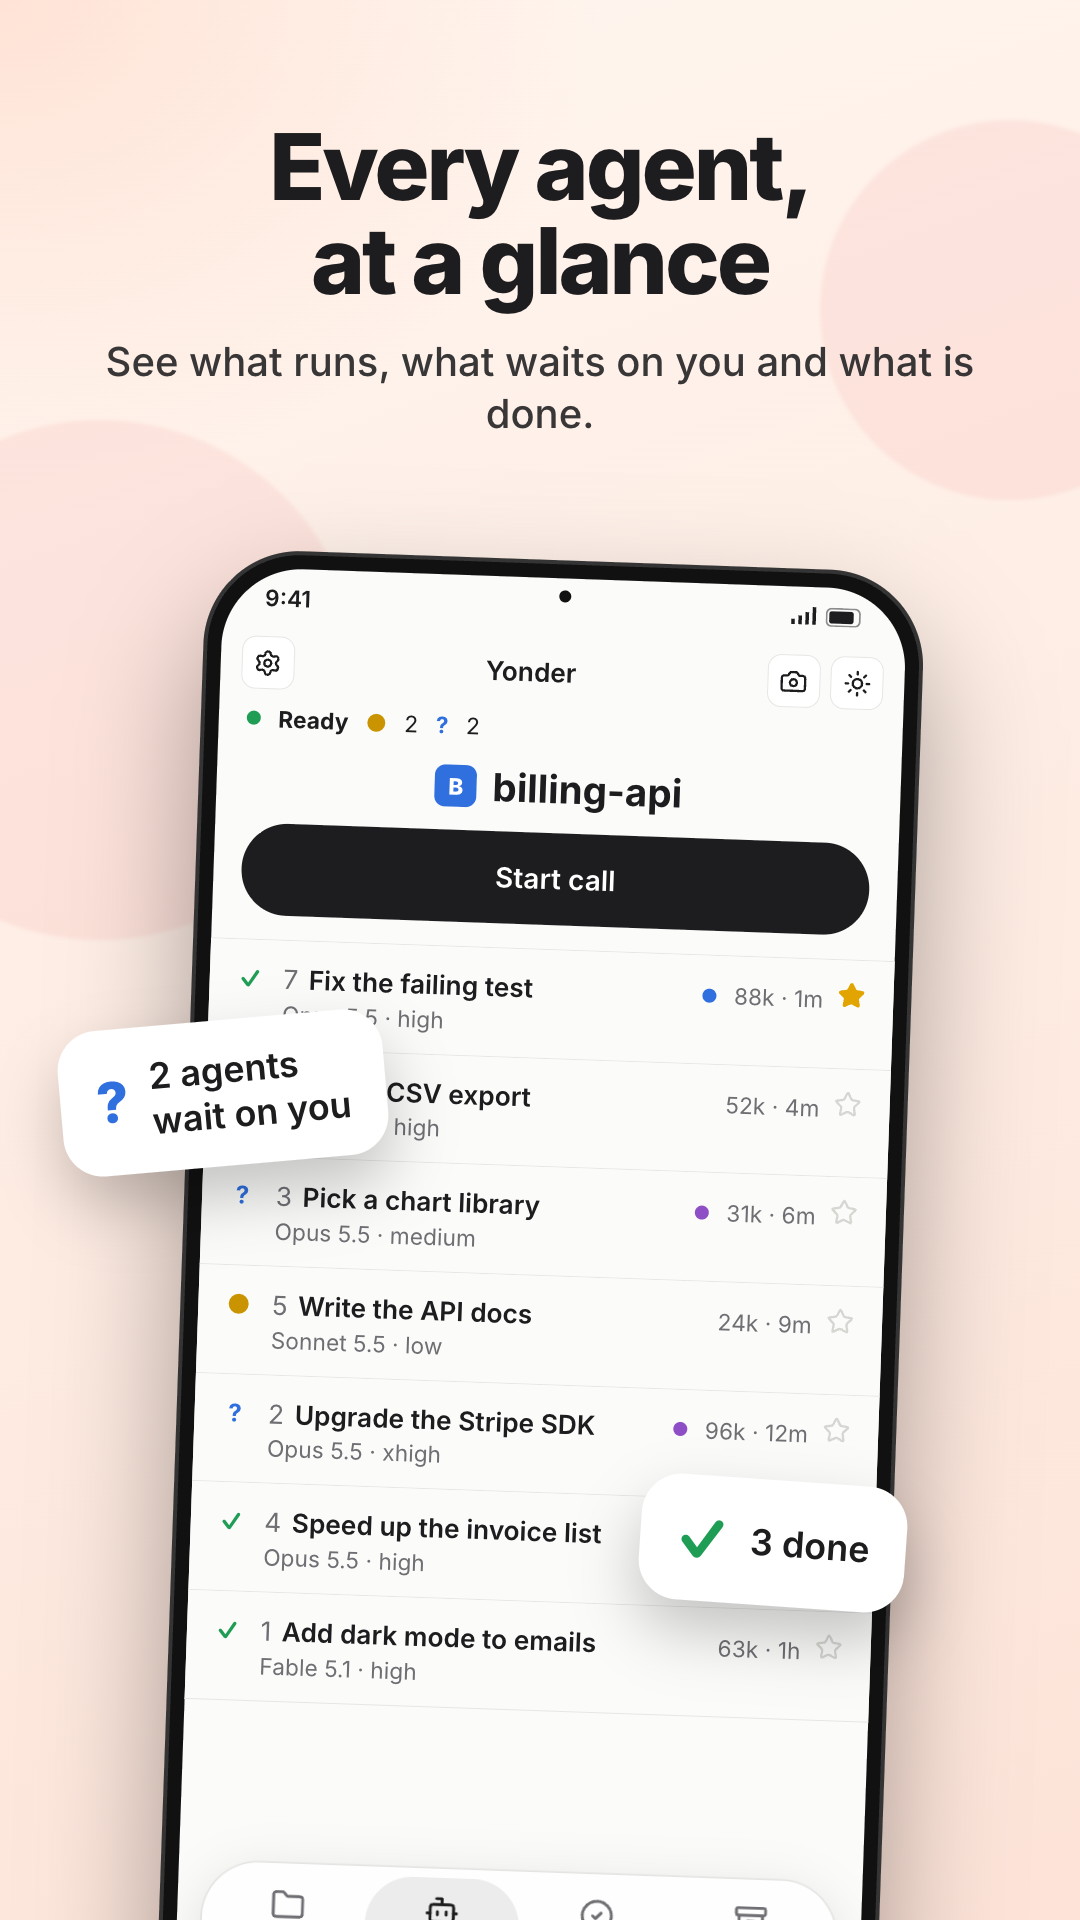 Every agent,
at a glance
See what runs, what waits on you and what is
done.
9:41
Yonder
Ready 2 ? 2
B billing-api
Start call
7 Fix the failing test 88k · 1m
5 · high
CSV export 52k · 4m
high
? 2 agents
wait on you
? 3 Pick a chart library 31k · 6m
Opus 5.5 · medium
5 Write the API docs 24k · 9m
Sonnet 5.5 · low
? 2 Upgrade the Stripe SDK 96k · 12m
Opus 5.5 · xhigh
4 Speed up the invoice list
Opus 5.5 · high
3 done
1 Add dark mode to emails 63k · 1h
Fable 5.1 · high